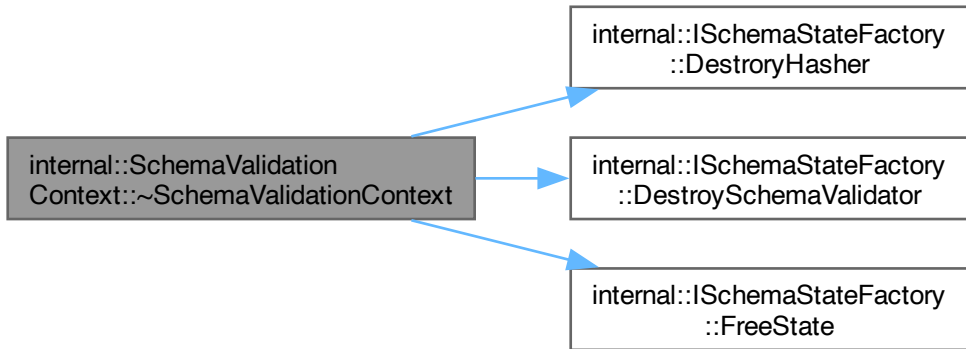 internal::ISchemaStateFactory
::DestroryHasher
internal::SchemaValidation
Context::~SchemaValidationContext
internal::ISchemaStateFactory
::DestroySchemaValidator
internal::ISchemaStateFactory
::FreeState